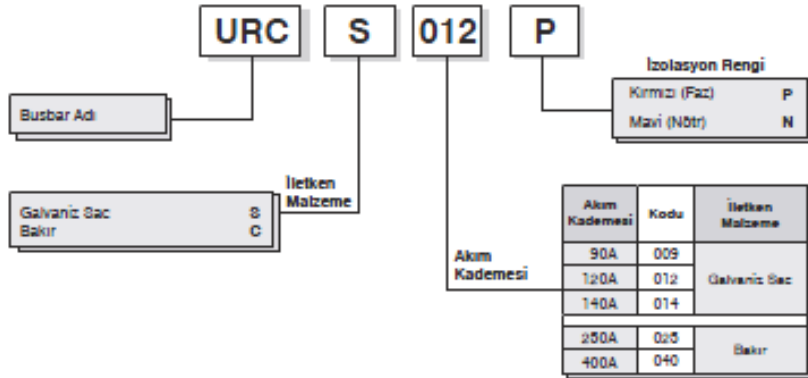 URC S 012 P
Busbar Adı
İzolasyon Rengi
Kırmızı (Faz) P
Mavi (Nötr) N
İletken
Malzeme
Galvaniz Sac S
Bakır C
Akım
Kademesi
Akım Kademesi Kodu İletken Malzeme
90A 009
120A 012 Galvaniz Sac
140A 014
250A 025 Bakır
400A 040